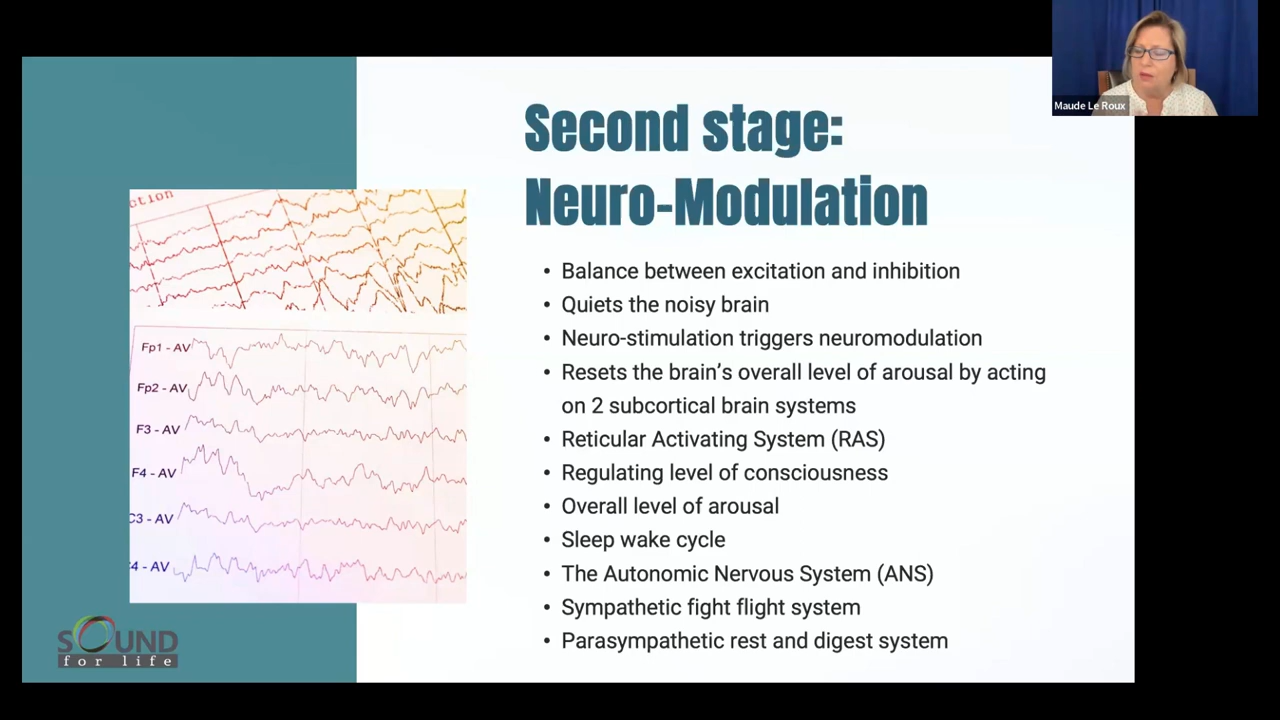 Maude Le Roux
Second stage:
Neuro-Modulation
ction
Fp1 - AV
Fp2 - AV
F3 - AV
F4 - AV
C3 - AV
4 - AV
• Balance between excitation and inhibition
• Quiets the noisy brain
• Neuro-stimulation triggers neuromodulation
• Resets the brain’s overall level of arousal by acting
on 2 subcortical brain systems
• Reticular Activating System (RAS)
• Regulating level of consciousness
• Overall level of arousal
• Sleep wake cycle
• The Autonomic Nervous System (ANS)
• Sympathetic fight flight system
• Parasympathetic rest and digest system
SOUND
for life